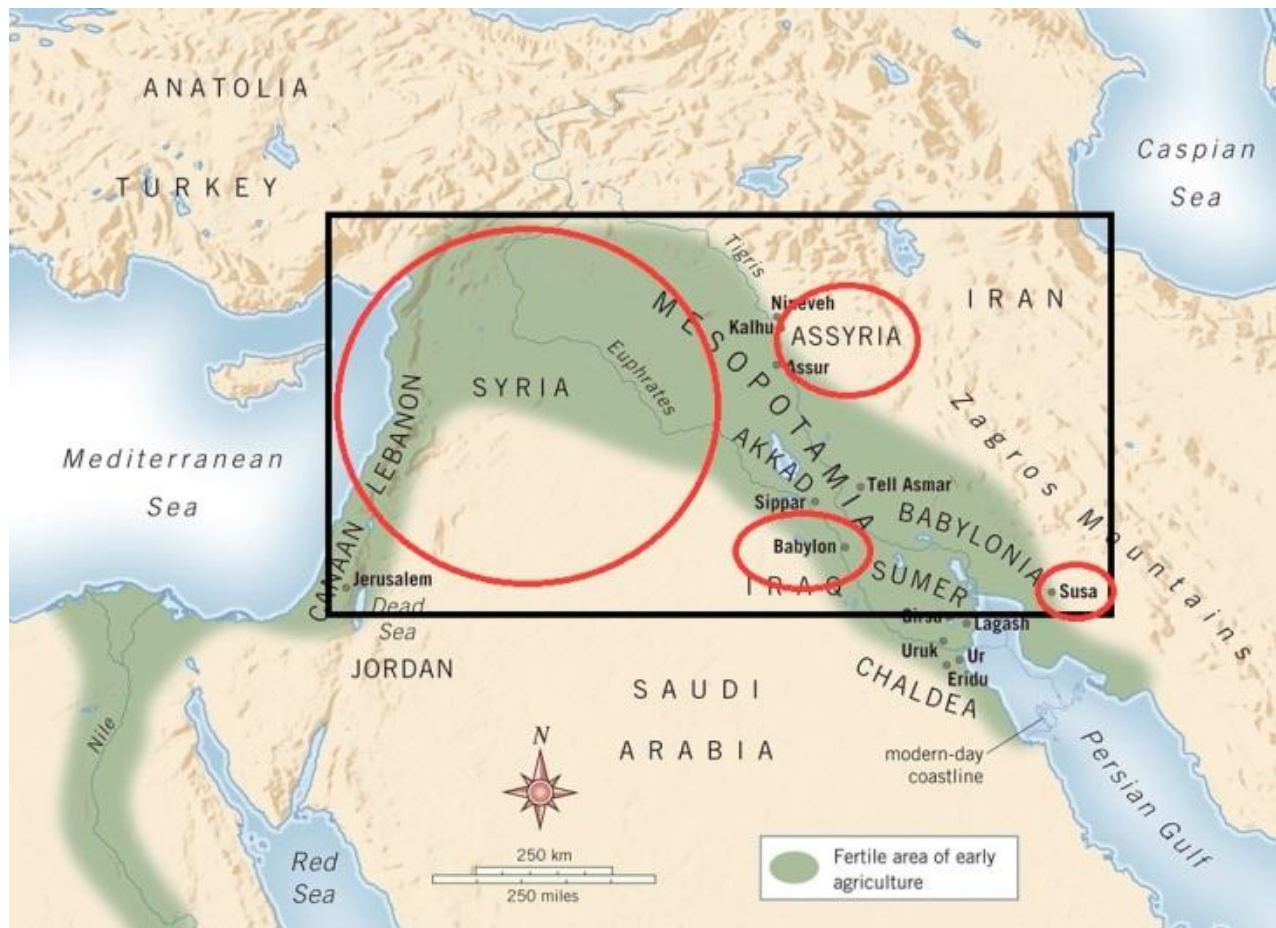 ANATOLIA
TURKEY
Caspian
Sea
Tigris
IRAN
Nineveh
Kalhu
ASSYRIA
Assur
MESOPOTAMIA
Euphrates
SYRIA
LEBANON
Zagros Mountains
Mediterranean
Sea
AKKAD
Tell Asmar
Sippar
BABYLONIA
Babylon
SUMER
IRAQ
Susa
CANAAN
Jerusalem
Dead
Sea
Girsu
Lagash
Uruk
Ur
Eridu
JORDAN
CHALDEA
SAUDI
ARABIA
Nile
N
modern-day
coastline
Persian Gulf
Red
Sea
250 km
250 miles
Fertile area of early
agriculture